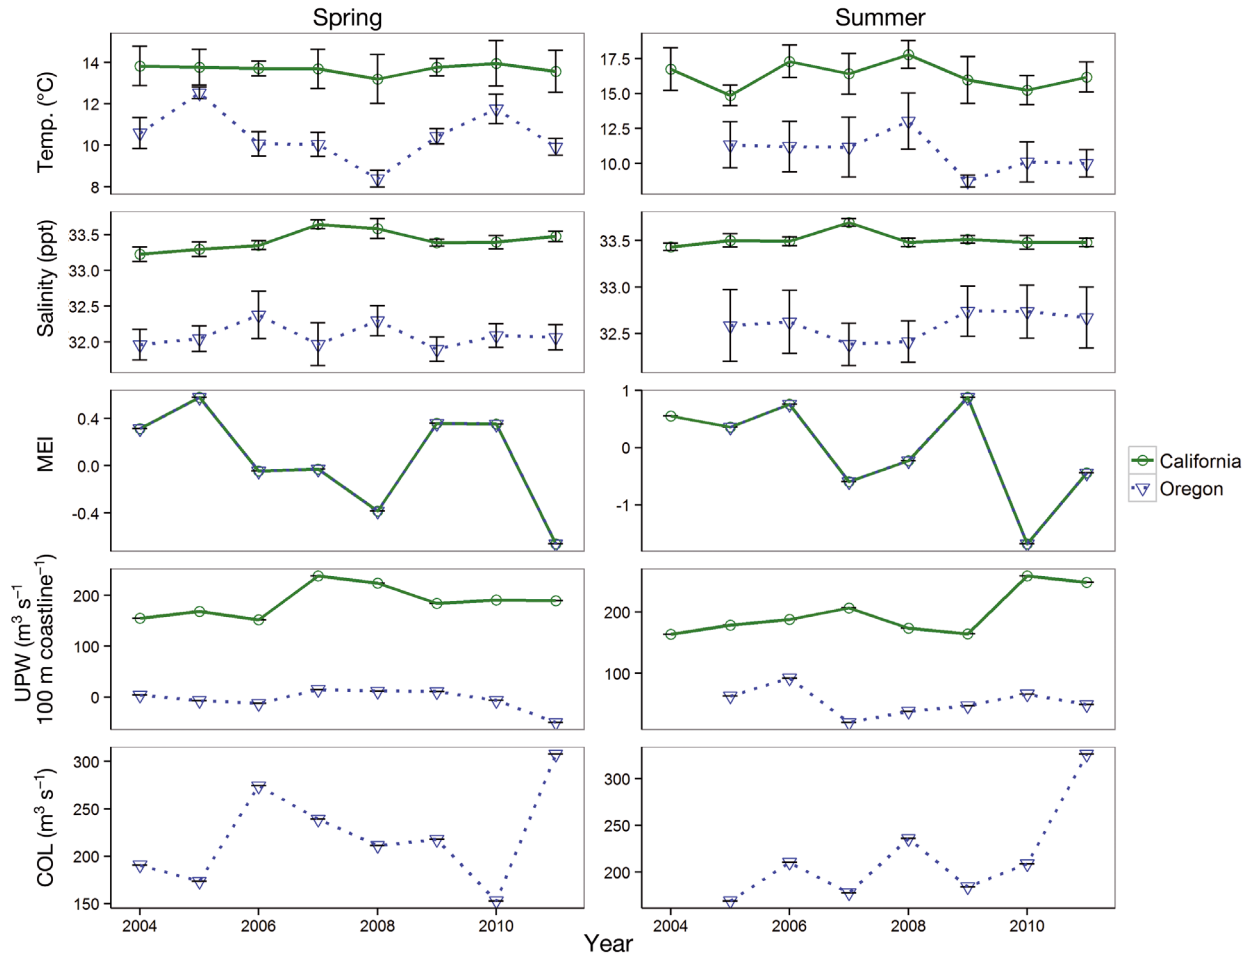 Spring
Summer
Temp. (°C)
14
12
10
8
17.5
15.0
12.5
10.0
Salinity (ppt)
33.5
33.0
32.5
32.0
33.5
33.0
32.5
MEI
0.4
0.0
-0.4
1
0
-1
California
Oregon
UPW (m³ s⁻¹
100 m coastline⁻¹)
200
100
0
200
100
COL (m³ s⁻¹)
300
250
200
150
300
250
200
2004 2006 2008 2010
2004 2006 2008 2010
Year